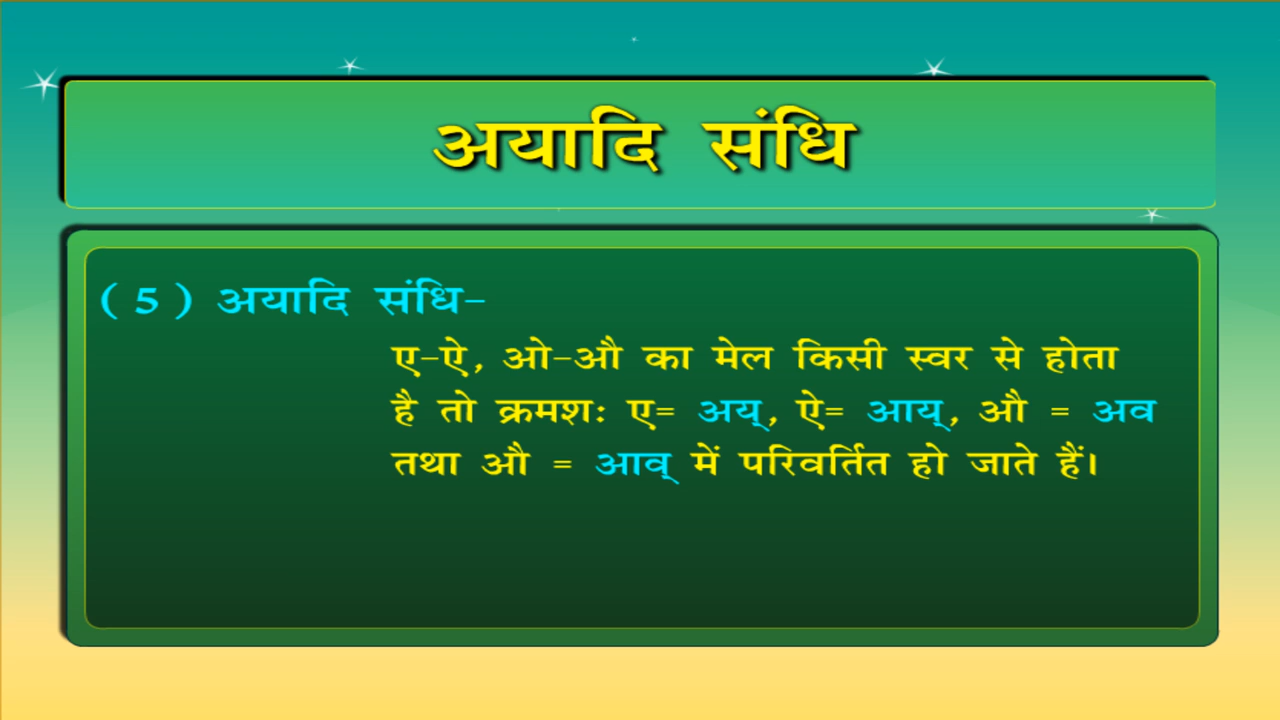 अयादि संधि
(5) अयादि संधि-
ए-ऐ, ओ-औ का मेल किसी स्वर से होता
है तो क्रमशः ए= अय्, ऐ= आय्, औ = अव
तथा औ = आव् में परिवर्तित हो जाते हैं।